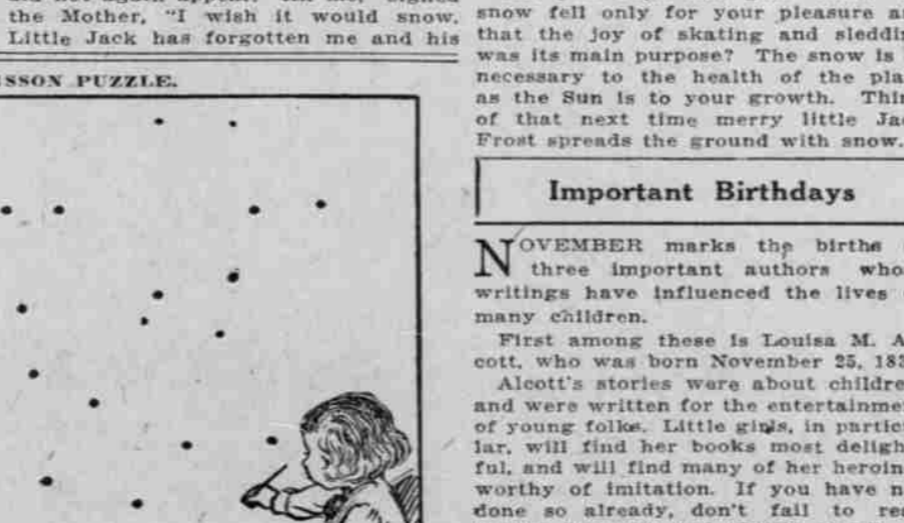 the Mother, "I wish it would snow.
Little Jack has forgotten me and his
SSON PUZZLE.
snow fell only for your pleasure a
that the joy of skating and sleddin
was its main purpose? The snow is
necessary to the health of the pla
as the Sun is to your growth. Thin
of that next time merry little Jac
Frost spreads the ground with snow.
Important Birthdays
NOVEMBER marks the births
three important authors who
writings have influenced the lives
many children.
First among these is Louisa M. A
cott, who was born November 25, 183
Alcott's stories were about childre
and were written for the entertainme
of young folks. Little girls, in particu
lar, will find her books most deligh
ful, and will find many of her heroin
worthy of imitation. If you have n
done so already, don't fail to rea